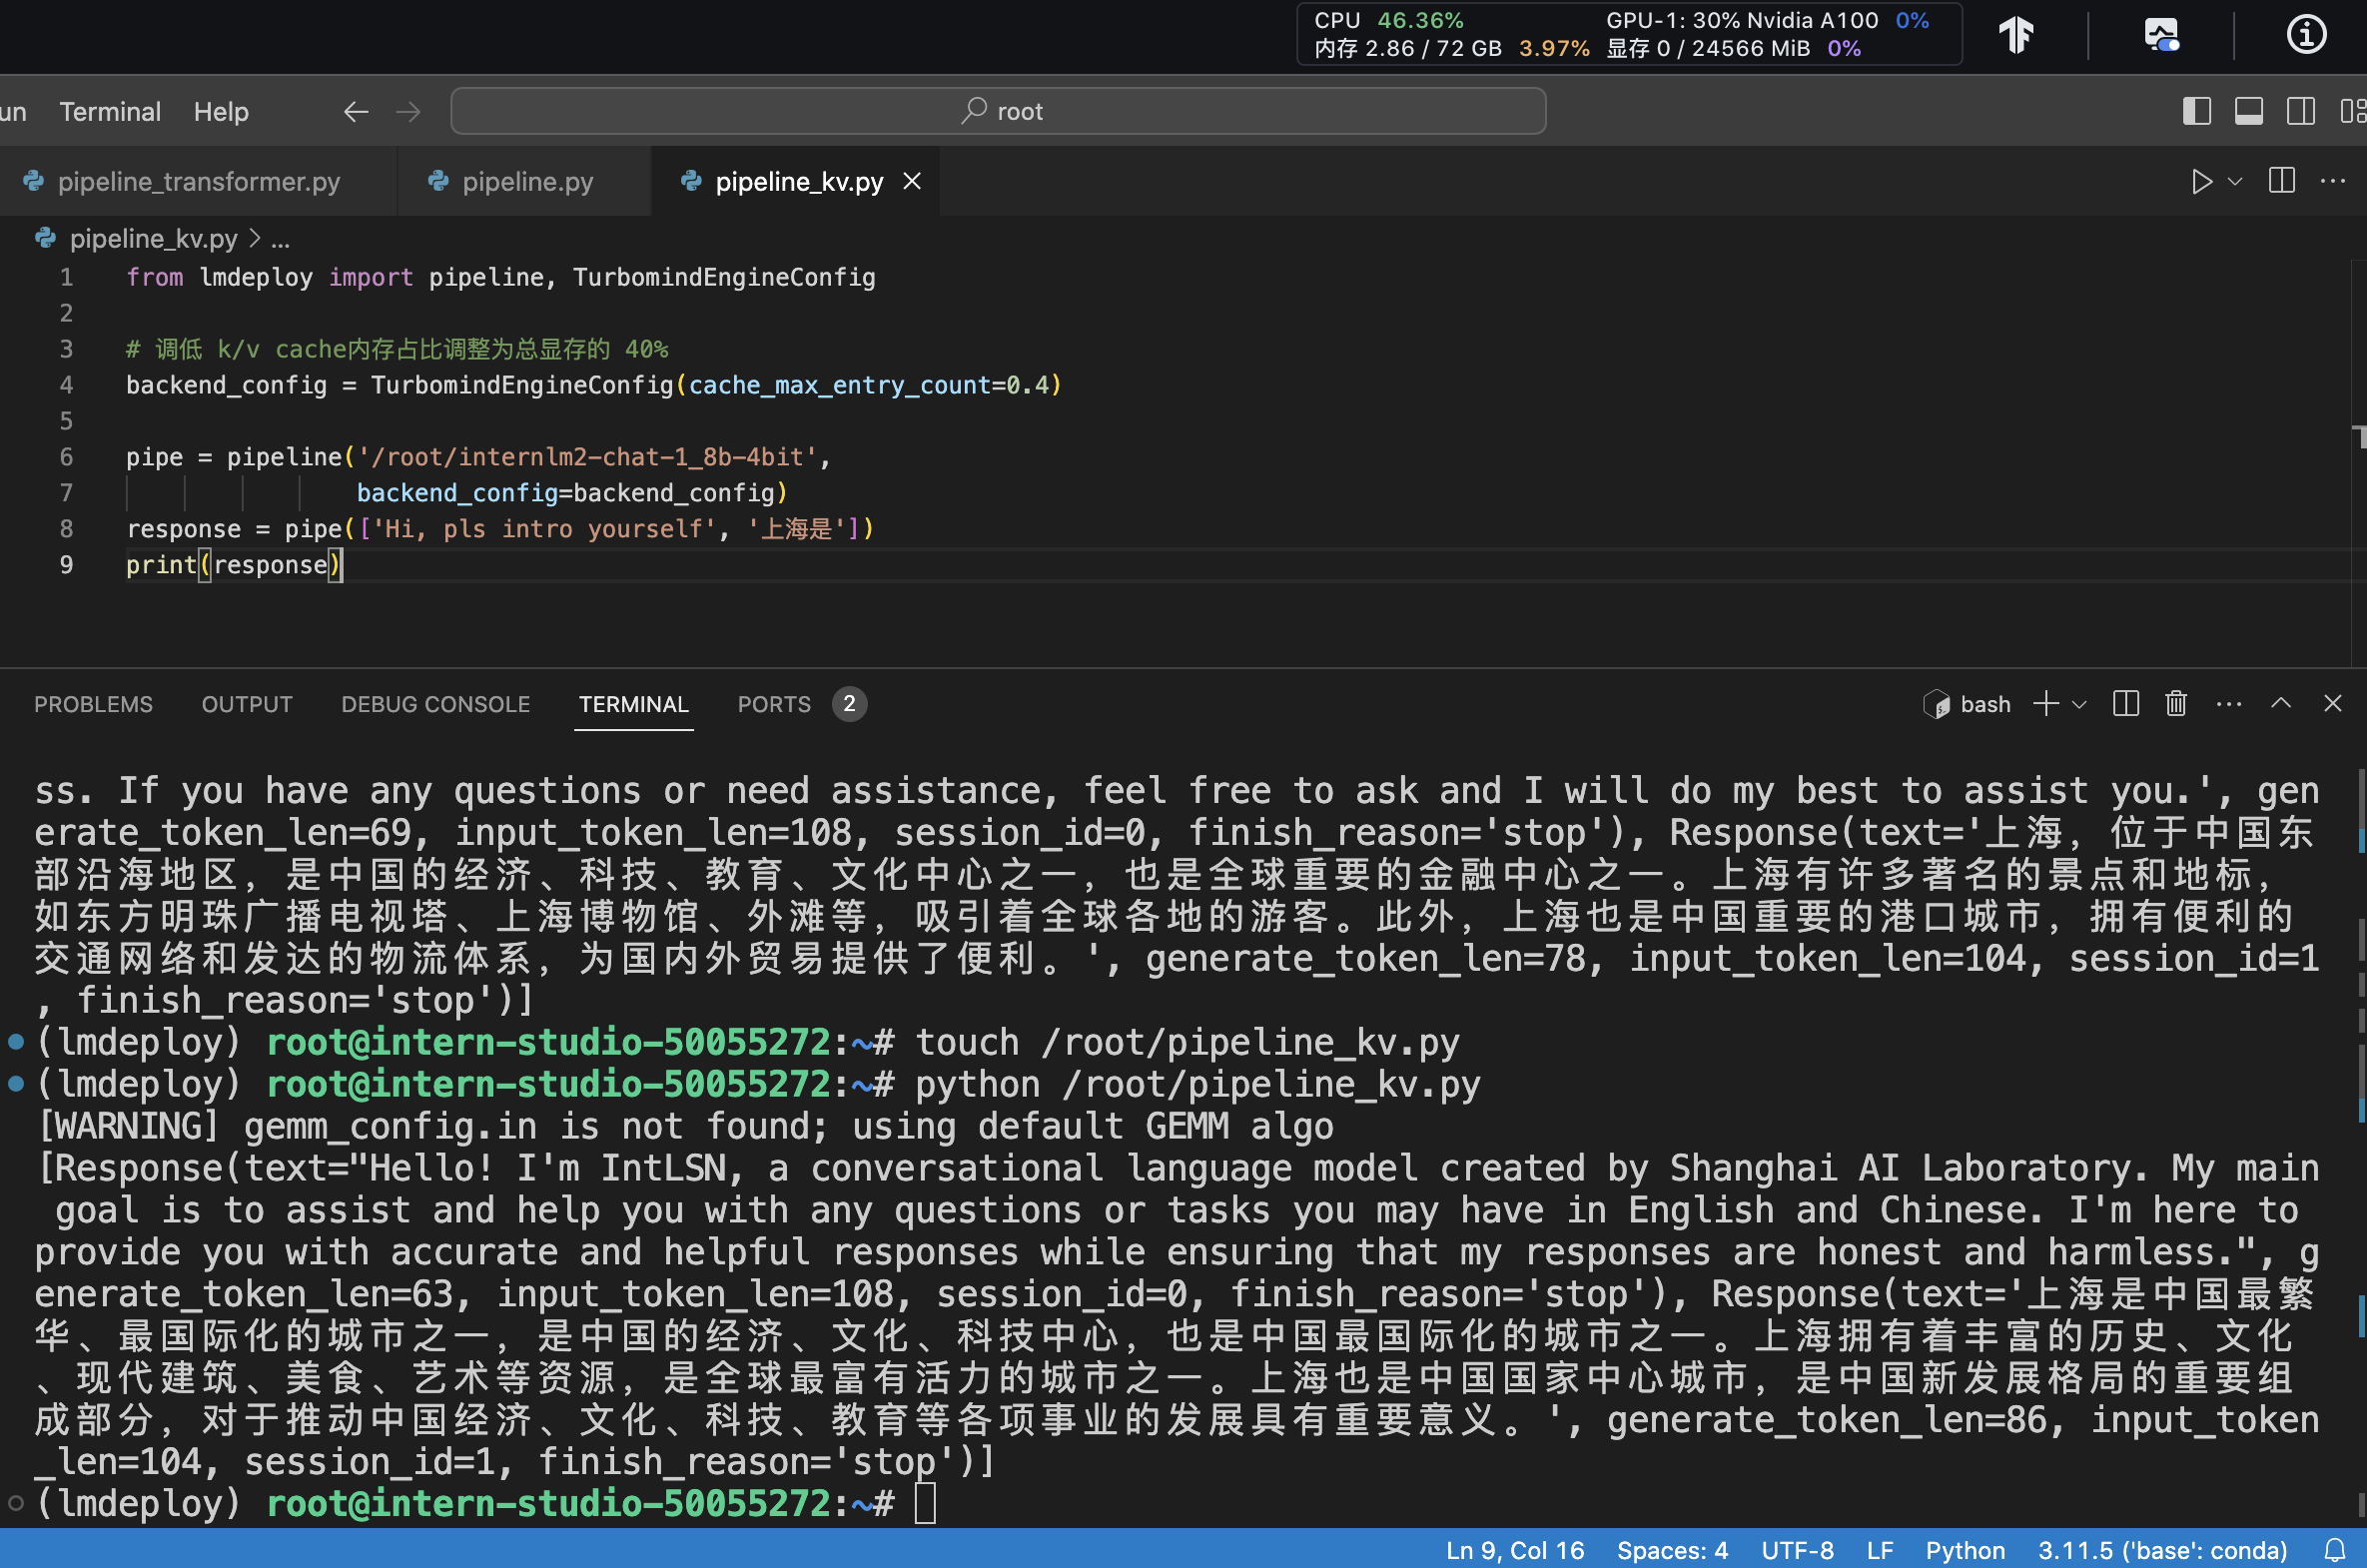 CPU 46.36% GPU-1: 30% Nvidia A100 0%
内存 2.86 / 72 GB 3.97% 显存 0 / 24566 MiB 0%
un Terminal Help root
pipeline_transformer.py pipeline.py pipeline_kv.py
pipeline_kv.py > ...
1 from lmdeploy import pipeline, TurbomindEngineConfig
2
3 # 调低 k/v cache内存占比调整为总显存的 40%
4 backend_config = TurbomindEngineConfig(cache_max_entry_count=0.4)
5
6 pipe = pipeline('/root/internlm2-chat-1_8b-4bit',
7 backend_config=backend_config)
8 response = pipe(['Hi, pls intro yourself', '上海是'])
9 print(response)
PROBLEMS OUTPUT DEBUG CONSOLE TERMINAL PORTS 2 bash
ss. If you have any questions or need assistance, feel free to ask and I will do my best to assist you.', gen
erate_token_len=69, input_token_len=108, session_id=0, finish_reason='stop'), Response(text='上海，位于中国东
部沿海地区，是中国的经济、科技、教育、文化中心之一，也是全球重要的金融中心之一。上海有许多著名的景点和地标，
如东方明珠广播电视塔、上海博物馆、外滩等，吸引着全球各地的游客。此外，上海也是中国重要的港口城市，拥有便利的
交通网络和发达的物流体系，为国内外贸易提供了便利。', generate_token_len=78, input_token_len=104, session_id=1
, finish_reason='stop')]
(lmdeploy) root@intern-studio-50055272:~# touch /root/pipeline_kv.py
(lmdeploy) root@intern-studio-50055272:~# python /root/pipeline_kv.py
[WARNING] gemm_config.in is not found; using default GEMM algo
[Response(text="Hello! I'm IntLSN, a conversational language model created by Shanghai AI Laboratory. My main
goal is to assist and help you with any questions or tasks you may have in English and Chinese. I'm here to
provide you with accurate and helpful responses while ensuring that my responses are honest and harmless.", g
enerate_token_len=63, input_token_len=108, session_id=0, finish_reason='stop'), Response(text='上海是中国最繁
华、最国际化的城市之一，是中国的经济、文化、科技中心，也是中国最国际化的城市之一。上海拥有着丰富的历史、文化
、现代建筑、美食、艺术等资源，是全球最富有活力的城市之一。上海也是中国国家中心城市，是中国新发展格局的重要组
成部分，对于推动中国经济、文化、科技、教育等各项事业的发展具有重要意义。', generate_token_len=86, input_token
_len=104, session_id=1, finish_reason='stop')]
(lmdeploy) root@intern-studio-50055272:~#
Ln 9, Col 16 Spaces: 4 UTF-8 LF Python 3.11.5 ('base': conda)